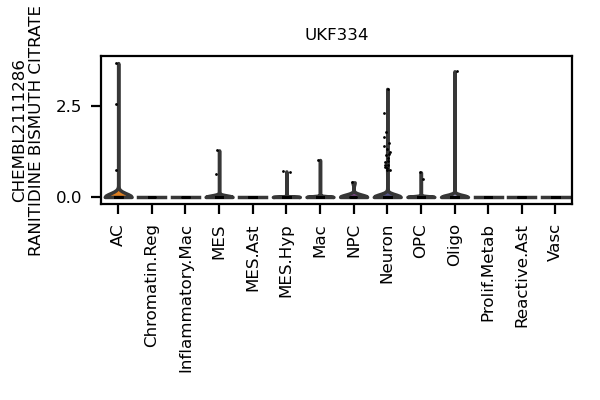 UKF334
CHEMBL2111286
RANITIDINE BISMUTH CITRATE
2.5
0.0
AC
Chromatin.Reg
Inflammatory.Mac
MES
MES.Ast
MES.Hyp
Mac
NPC
Neuron
OPC
Oligo
Prolif.Metab
Reactive.Ast
Vasc